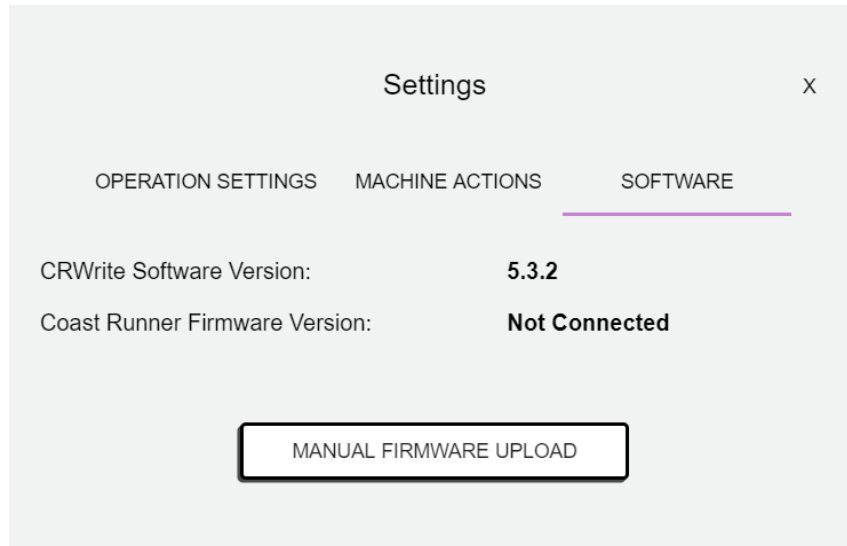 Settings
X
OPERATION SETTINGS MACHINE ACTIONS SOFTWARE
CRWrite Software Version: 5.3.2
Coast Runner Firmware Version: Not Connected
MANUAL FIRMWARE UPLOAD